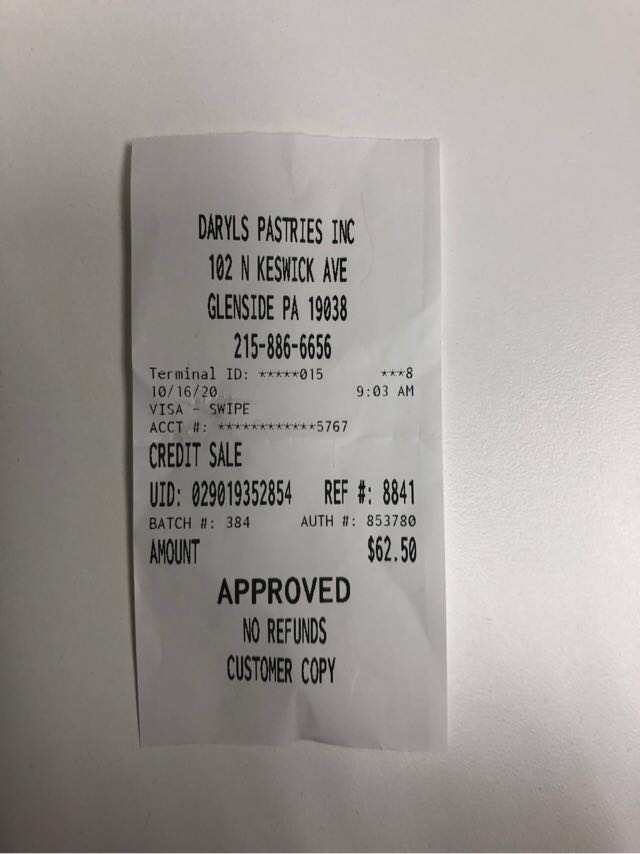 DARYLS PASTRIES INC
102 N KESWICK AVE
GLENSIDE PA 19038
215-886-6656
Terminal ID: *****015 ***8
10/16/20 9:03 AM
VISA - SWIPE
ACCT #: ************5767
CREDIT SALE
UID: 029019352854 REF #: 8841
BATCH #: 384 AUTH #: 853780
AMOUNT $62.50
APPROVED
NO REFUNDS
CUSTOMER COPY